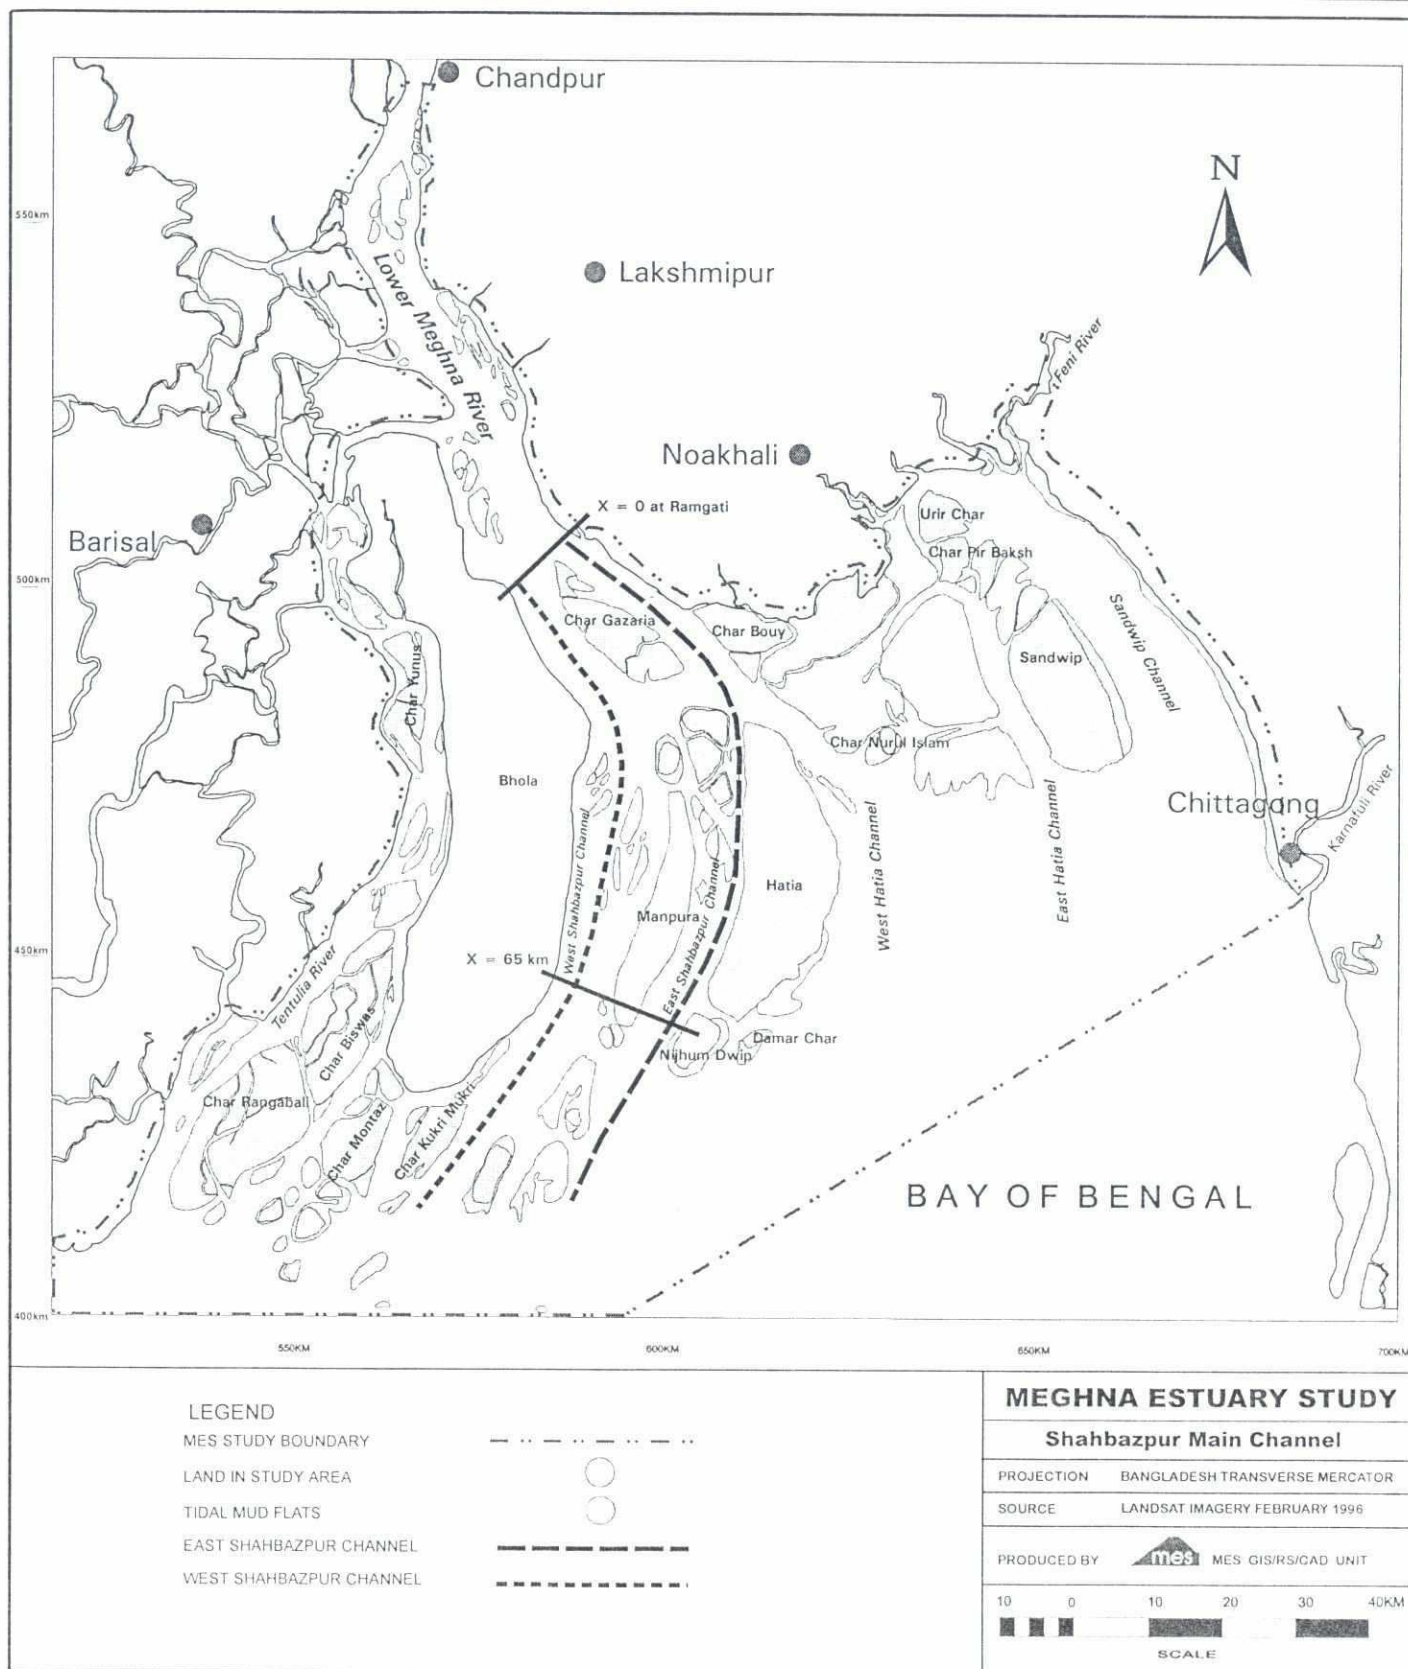 Chandpur
N
550km
Lakshmipur
Lower Meghna River
Feni River
Noakhali
X = 0 at Ramgati
Urir Char
Barisal
Char Pir Baksh
500km
Char Gazaria
Char Bouy
Sandwip Channel
Char Yunus
Sandwip
Char Nurul Islam
Bhola
Chittagong
Karnafuli River
West Shahbazpur Channel
East Shahbazpur Channel
Hatia
West Hatia Channel
East Hatia Channel
Manpura
450km
X = 65 km
Tentulia River
Char Biswas
Damar Char
Nijhum Dwip
Char Rangabali
Char Montaz
Char Kukri Mukri
BAY OF BENGAL
400km
550KM
600KM
650KM
700KM
LEGEND
MES STUDY BOUNDARY
LAND IN STUDY AREA
TIDAL MUD FLATS
EAST SHAHBAZPUR CHANNEL
WEST SHAHBAZPUR CHANNEL
MEGHNA ESTUARY STUDY
Shahbazpur Main Channel
PROJECTION BANGLADESH TRANSVERSE MERCATOR
SOURCE LANDSAT IMAGERY FEBRUARY 1996
PRODUCED BY mes MES GIS/RS/CAD UNIT
10 0 10 20 30 40KM
SCALE